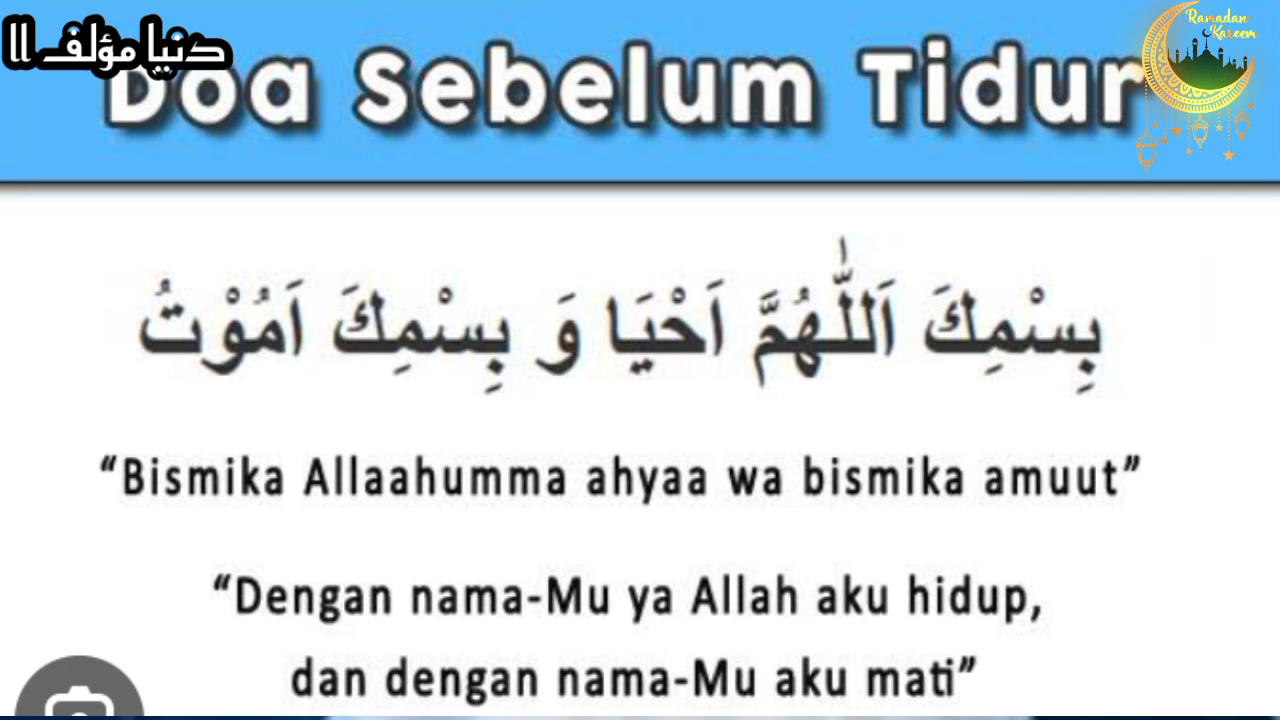 دنيا مؤلف 11
Doa Sebelum Tidur
Ramadan
Kareem
بِسْمِكَ اَللّٰهُمَّ اَحْيَا وَ بِسْمِكَ اَمُوْتُ
“Bismika Allaahumma ahyaa wa bismika amuut”
“Dengan nama-Mu ya Allah aku hidup,
dan dengan nama-Mu aku mati”